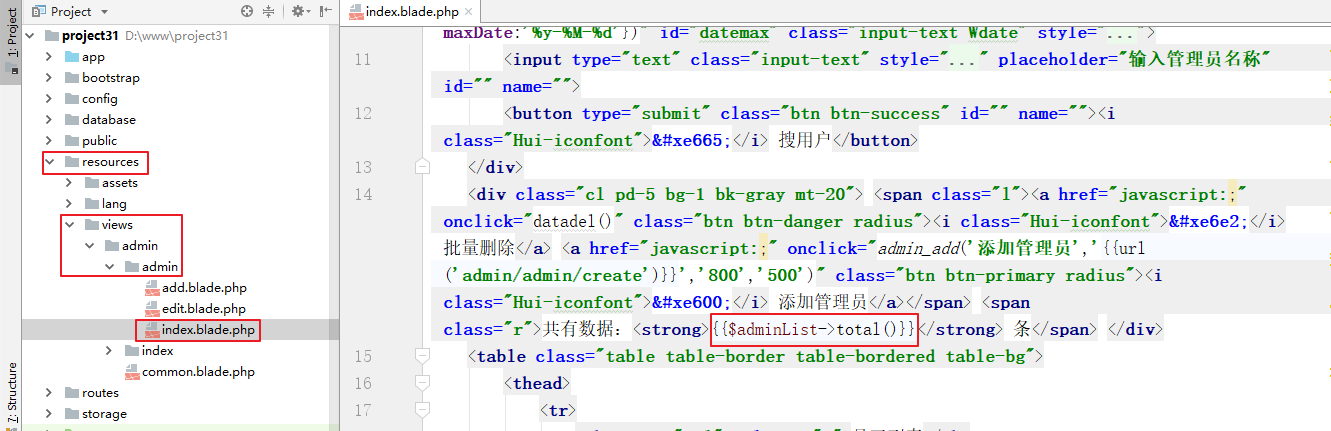 1: Project
Project
project31 D:\www\project31
app
bootstrap
config
database
public
resources
assets
lang
views
admin
admin
add.blade.php
edit.blade.php
index.blade.php
index
common.blade.php
routes
storage
7: Structure
index.blade.php
maxDate:'%y-%M-%d'})" id="datemax" class="input-text Wdate" style="...">
11 <input type="text" class="input-text" style="..." placeholder="输入管理员名称"
id="" name="">
12 <button type="submit" class="btn btn-success" id="" name=""><i
class="Hui-iconfont">&#xe665;</i> 搜用户</button>
13 </div>
14 <div class="cl pd-5 bg-1 bk-gray mt-20"> <span class="l"><a href="javascript:;"
onclick="datadel()" class="btn btn-danger radius"><i class="Hui-iconfont">&#xe6e2;</i>
批量删除</a> <a href="javascript:;" onclick="admin_add('添加管理员','{{url
('admin/admin/create')}}','800','500')" class="btn btn-primary radius"><i
class="Hui-iconfont">&#xe600;</i> 添加管理员</a></span> <span
class="r">共有数据：<strong>{{$adminList->total()}}</strong> 条</span> </div>
15 <table class="table table-border table-bordered table-bg">
16 <thead>
17 <tr>